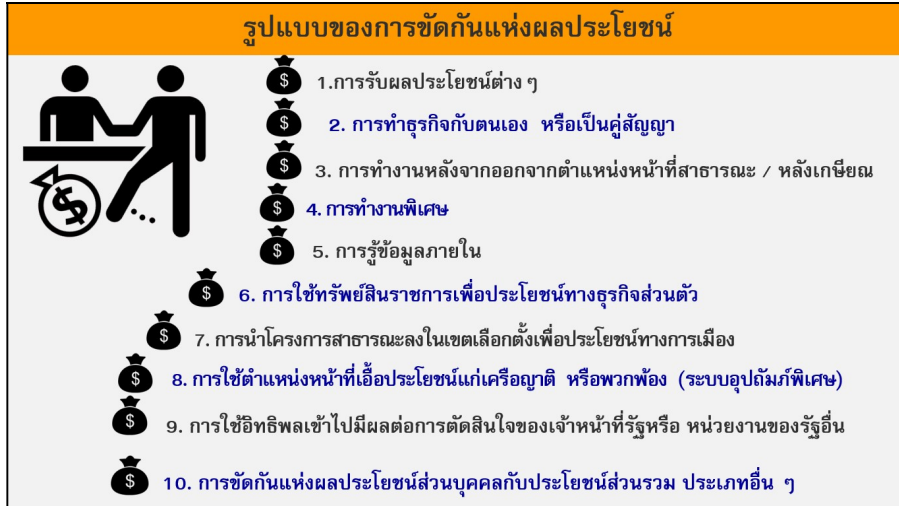 รูปแบบของการขัดกันแห่งผลประโยชน์
$ 1.การรับผลประโยชน์ต่าง ๆ
$ 2. การทำธุรกิจกับตนเอง หรือเป็นคู่สัญญา
$ 3. การทำงานหลังจากออกจากตำแหน่งหน้าที่สาธารณะ / หลังเกษียณ
$ 4. การทำงานพิเศษ
$ 5. การรู้ข้อมูลภายใน
$ 6. การใช้ทรัพย์สินราชการเพื่อประโยชน์ทางธุรกิจส่วนตัว
$ 7. การนำโครงการสาธารณะลงในเขตเลือกตั้งเพื่อประโยชน์ทางการเมือง
$ 8. การใช้ตำแหน่งหน้าที่เอื้อประโยชน์แก่เครือญาติ หรือพวกพ้อง (ระบบอุปถัมภ์พิเศษ)
$ 9. การใช้อิทธิพลเข้าไปมีผลต่อการตัดสินใจของเจ้าหน้าที่รัฐหรือ หน่วยงานของรัฐอื่น
$ 10. การขัดกันแห่งผลประโยชน์ส่วนบุคคลกับประโยชน์ส่วนรวม ประเภทอื่น ๆ
$